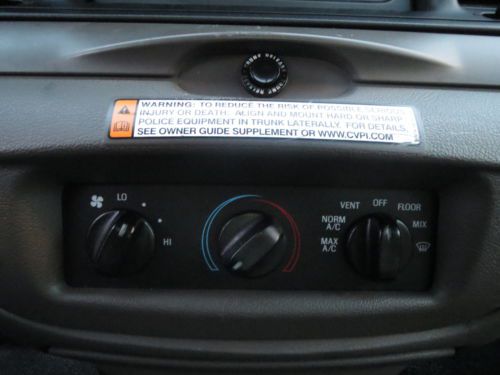 WARNING: TO REDUCE THE RISK OF POSSIBLE SERIOUS
INJURY OR DEATH: ALIGN AND MOUNT HARD OR SHARP
POLICE EQUIPMENT IN TRUNK LATERALLY. FOR DETAILS,
SEE OWNER GUIDE SUPPLEMENT OR WWW.CVPI.COM
LO
HI
VENT
OFF
FLOOR
NORM
A/C
MIX
MAX
A/C